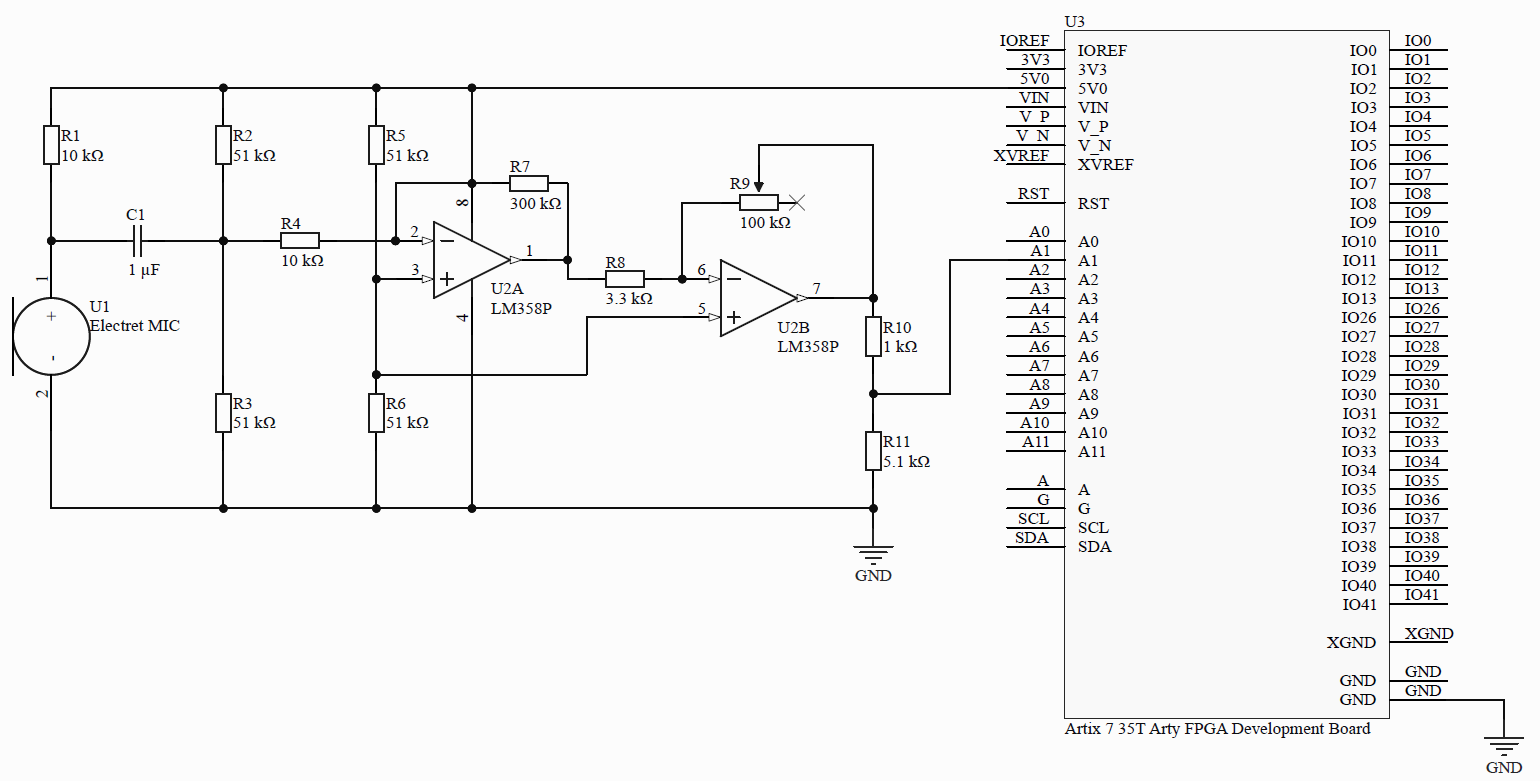 U3
IOREF
3V3
5V0
VIN
V_P
V_N
XVREF
RST
A0
A1
A2
A3
A4
A5
A6
A7
A8
A9
A10
A11
A
G
SCL
SDA
IOREF
3V3
5V0
VIN
V_P
V_N
XVREF
RST
A0
A1
A2
A3
A4
A5
A6
A7
A8
A9
A10
A11
A
G
SCL
SDA
IO0
IO1
IO2
IO3
IO4
IO5
IO6
IO7
IO8
IO9
IO10
IO11
IO12
IO13
IO26
IO27
IO28
IO29
IO30
IO31
IO32
IO33
IO34
IO35
IO36
IO37
IO38
IO39
IO40
IO41
XGND
GND
GND
IO0
IO1
IO2
IO3
IO4
IO5
IO6
IO7
IO8
IO9
IO10
IO11
IO12
IO13
IO26
IO27
IO28
IO29
IO30
IO31
IO32
IO33
IO34
IO35
IO36
IO37
IO38
IO39
IO40
IO41
XGND
GND
GND
Artix 7 35T Arty FPGA Development Board
GND
R1
10 kΩ
R2
51 kΩ
R5
51 kΩ
R7
300 kΩ
R9
100 kΩ
C1
1 µF
R4
10 kΩ
2
3
8
4
1
U2A
LM358P
R8
3.3 kΩ
6
5
7
U2B
LM358P
1
+
-
2
U1
Electret MIC
R3
51 kΩ
R6
51 kΩ
R10
1 kΩ
R11
5.1 kΩ
GND